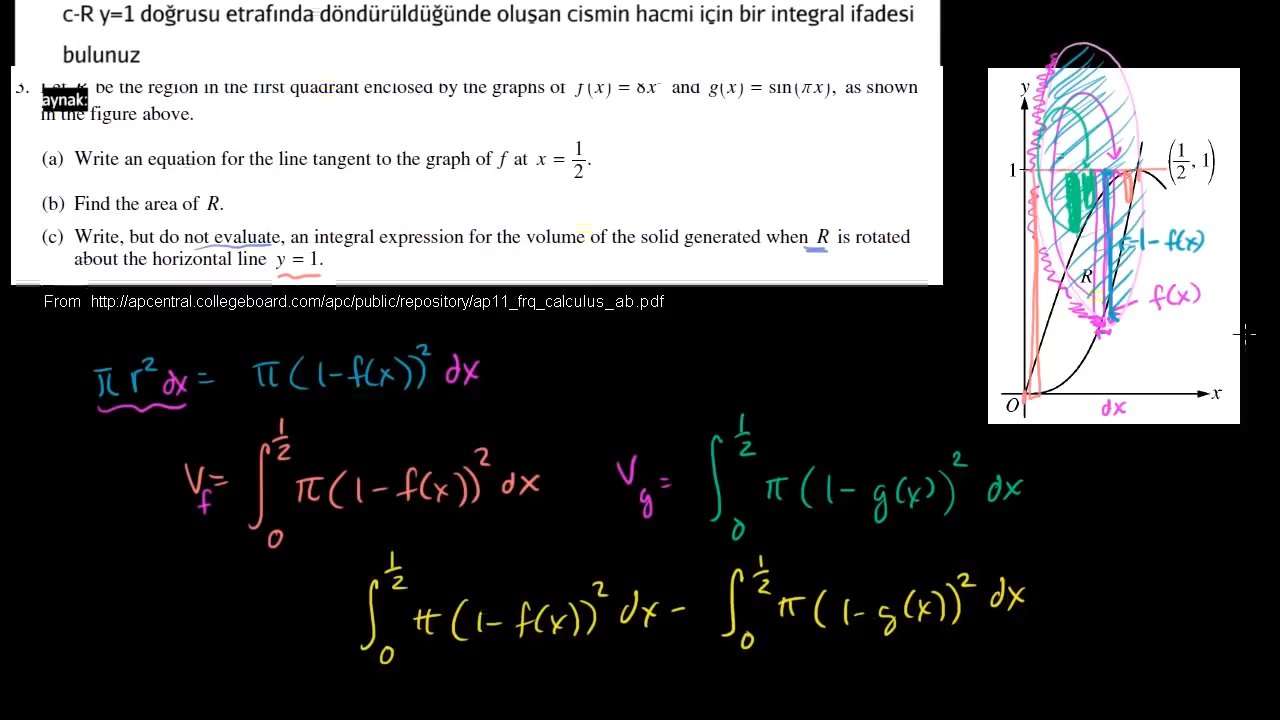 c-R y=1 doğrusu etrafında döndürüldüğünde oluşan cismin hacmi için bir integral ifadesi
bulunuz
3. be the region in the first quadrant enclosed by the graphs of f(x) = 8x and g(x) = sin(πx), as shown
aynak:
in the figure above.
(a) Write an equation for the line tangent to the graph of f at x = 1/2.
(b) Find the area of R.
(c) Write, but do not evaluate, an integral expression for the volume of the solid generated when R is rotated
about the horizontal line y = 1.
From http://apcentral.collegeboard.com/apc/public/repository/ap11_frq_calculus_ab.pdf
y
1
(1/2, 1)
1-f(x)
R
f(x)
O
x
dx
πr²dx = π(1-f(x))² dx
V_f = ∫₀^(1/2) π(1-f(x))² dx
V_g = ∫₀^(1/2) π(1-g(x))² dx
∫₀^(1/2) π(1-f(x))² dx - ∫₀^(1/2) π(1-g(x))² dx